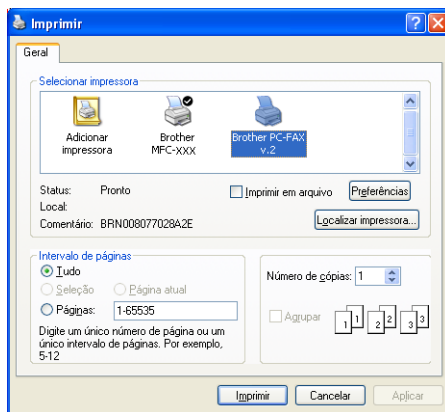 Imprimir
Geral
Selecionar impressora
Adicionar impressora
Brother MFC-XXX
Brother PC-FAX v.2
Status: Pronto
Local:
Comentário: BRN008077028A2E
Imprimir em arquivo
Preferências
Localizar impressora...
Intervalo de páginas
Tudo
Seleção
Página atual
Páginas: 1-65535
Digite um único número de página ou um
único intervalo de páginas. Por exemplo,
5-12
Número de cópias: 1
Agrupar
1 1 2 2 3 3
Imprimir
Cancelar
Aplicar